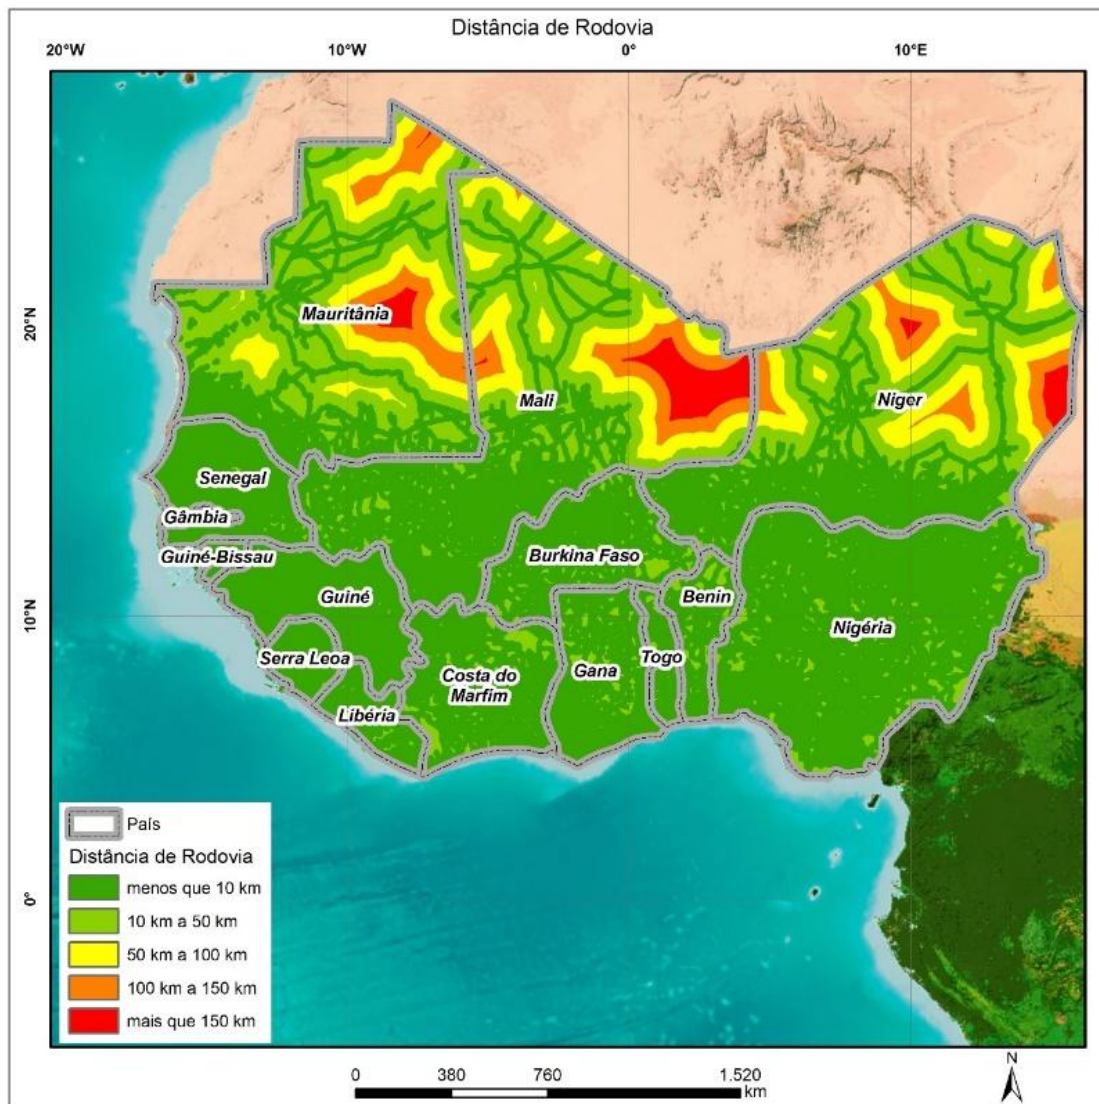 Distância de Rodovia
20°W
10°W
0°
10°E
20°N
10°N
0°
Mauritânia
Mali
Niger
Senegal
Gâmbia
Guiné-Bissau
Burkina Faso
Guiné
Benin
Nigéria
Serra Leoa
Costa do
Marfim
Gana
Togo
Libéria
País
Distância de Rodovia
menos que 10 km
10 km a 50 km
50 km a 100 km
100 km a 150 km
mais que 150 km
0 380 760 1.520
km
N